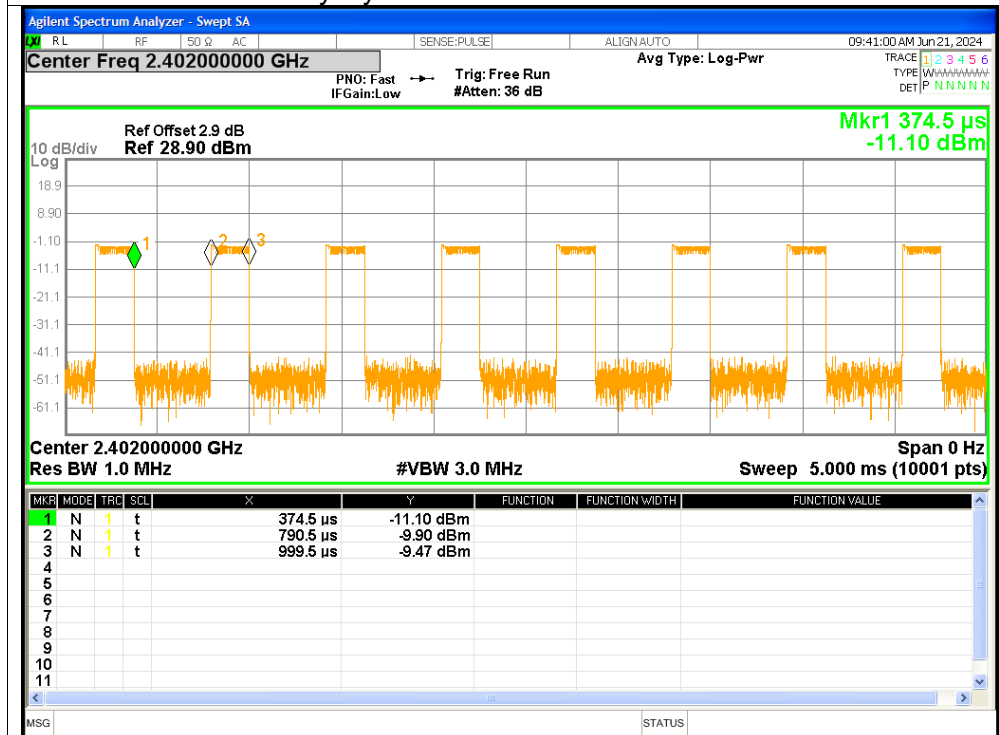 Agilent Spectrum Analyzer - Swept SA
LXI RL RF 50 Ω AC SENSE:PULSE ALIGN AUTO 09:41:00 AM Jun 21, 2024
Center Freq 2.402000000 GHz Avg Type: Log-Pwr TRACE 1 2 3 4 5 6
PNO: Fast Trig: Free Run TYPE
IFGain:Low #Atten: 36 dB DET P N N N N N
Mkr1 374.5 µs
Ref Offset 2.9 dB
10 dB/div Ref 28.90 dBm -11.10 dBm
Log
18.9
8.90
-1.10
1 2 3
-11.1
-21.1
-31.1
-41.1
-51.1
-61.1
Center 2.402000000 GHz Span 0 Hz
Res BW 1.0 MHz #VBW 3.0 MHz Sweep 5.000 ms (10001 pts)
MKR MODE TRC SCL X Y FUNCTION FUNCTION WIDTH FUNCTION VALUE
1 N 1 t 374.5 µs -11.10 dBm
2 N 1 t 790.5 µs -9.90 dBm
3 N 1 t 999.5 µs -9.47 dBm
4
5
6
7
8
9
10
11
MSG STATUS